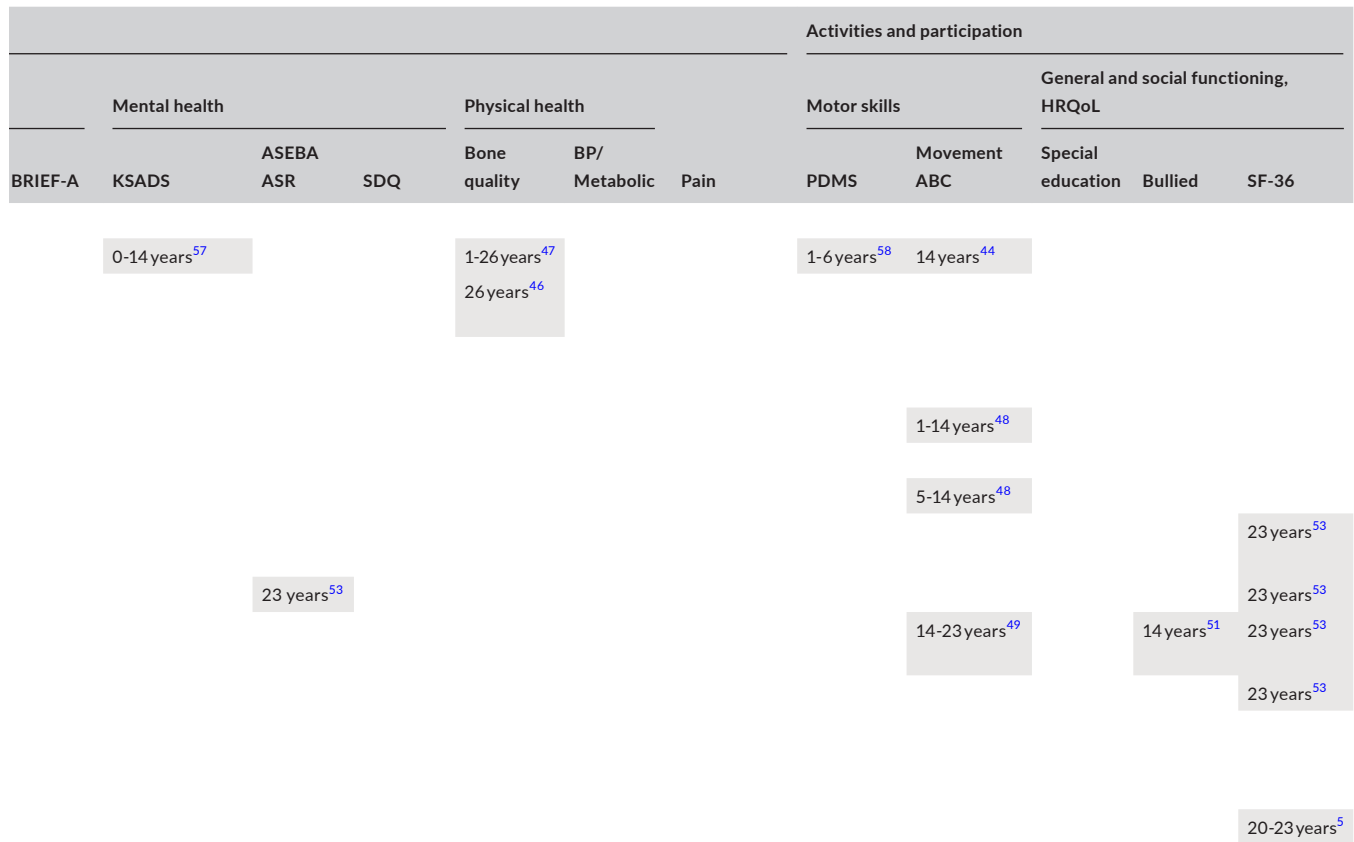 Activities and participation
General and social functioning,
Mental health Physical health Motor skills HRQoL
ASEBA Bone BP/ Movement Special
BRIEF-A KSADS ASR SDQ quality Metabolic Pain PDMS ABC education Bullied SF-36
0-14 years57 1-26 years47 1-6 years58 14 years44
26 years46
1-14 years48
5-14 years48
23 years53
23 years53 23 years53
14-23 years49 14 years51 23 years53
23 years53
20-23 years5